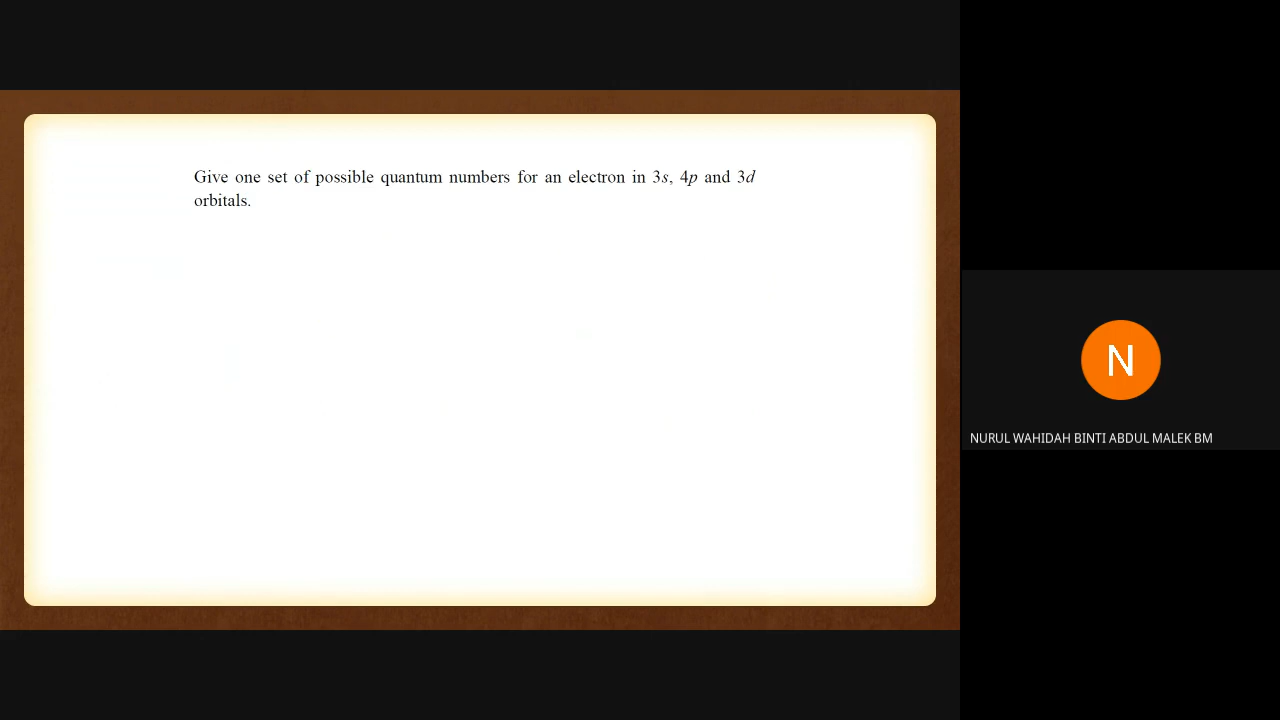 Give one set of possible quantum numbers for an electron in 3s, 4p and 3d
orbitals.
N
NURUL WAHIDAH BINTI ABDUL MALEK BM